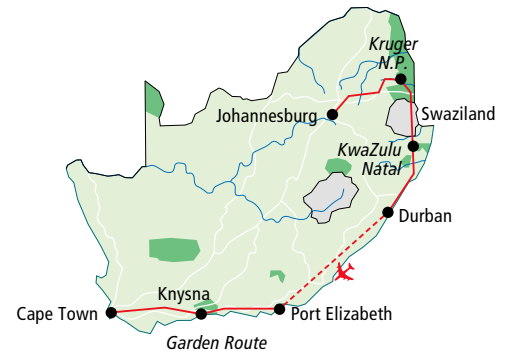 Kruger
N.P.
Johannesburg
Swaziland
KwaZulu
Natal
Durban
Knysna
Cape Town
Port Elizabeth
Garden Route